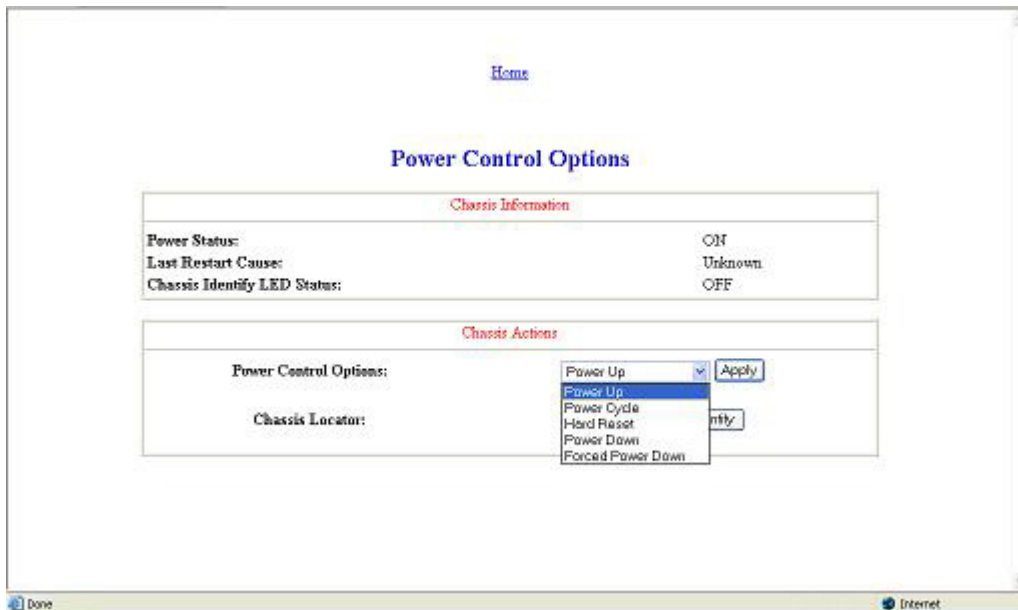 Home
Power Control Options
Chassis Information
Power Status: ON
Last Restart Cause: Unknown
Chassis Identify LED Status: OFF
Chassis Actions
Power Control Options: Power Up Apply
Power Up
Power Cycle
Hard Reset
Power Down
Forced Power Down
Chassis Locator: ntify
Done Internet